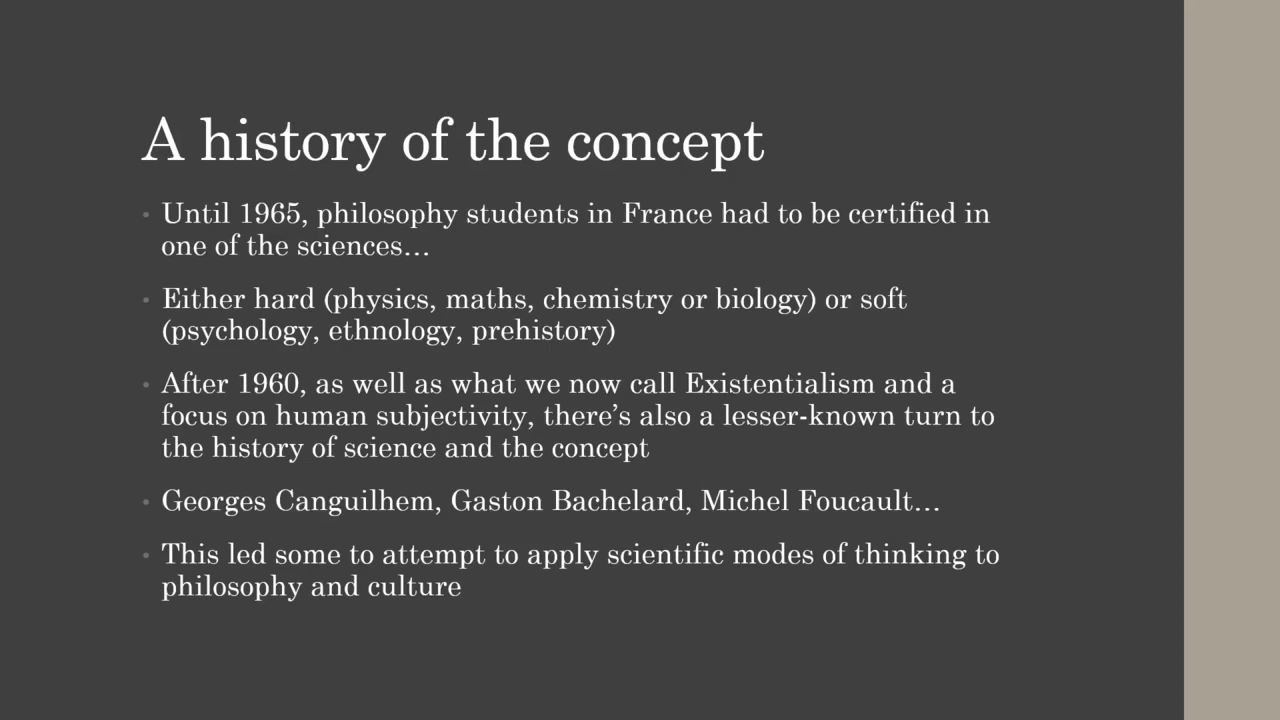 A history of the concept
• Until 1965, philosophy students in France had to be certified in
one of the sciences…
• Either hard (physics, maths, chemistry or biology) or soft
(psychology, ethnology, prehistory)
• After 1960, as well as what we now call Existentialism and a
focus on human subjectivity, there’s also a lesser-known turn to
the history of science and the concept
• Georges Canguilhem, Gaston Bachelard, Michel Foucault…
• This led some to attempt to apply scientific modes of thinking to
philosophy and culture